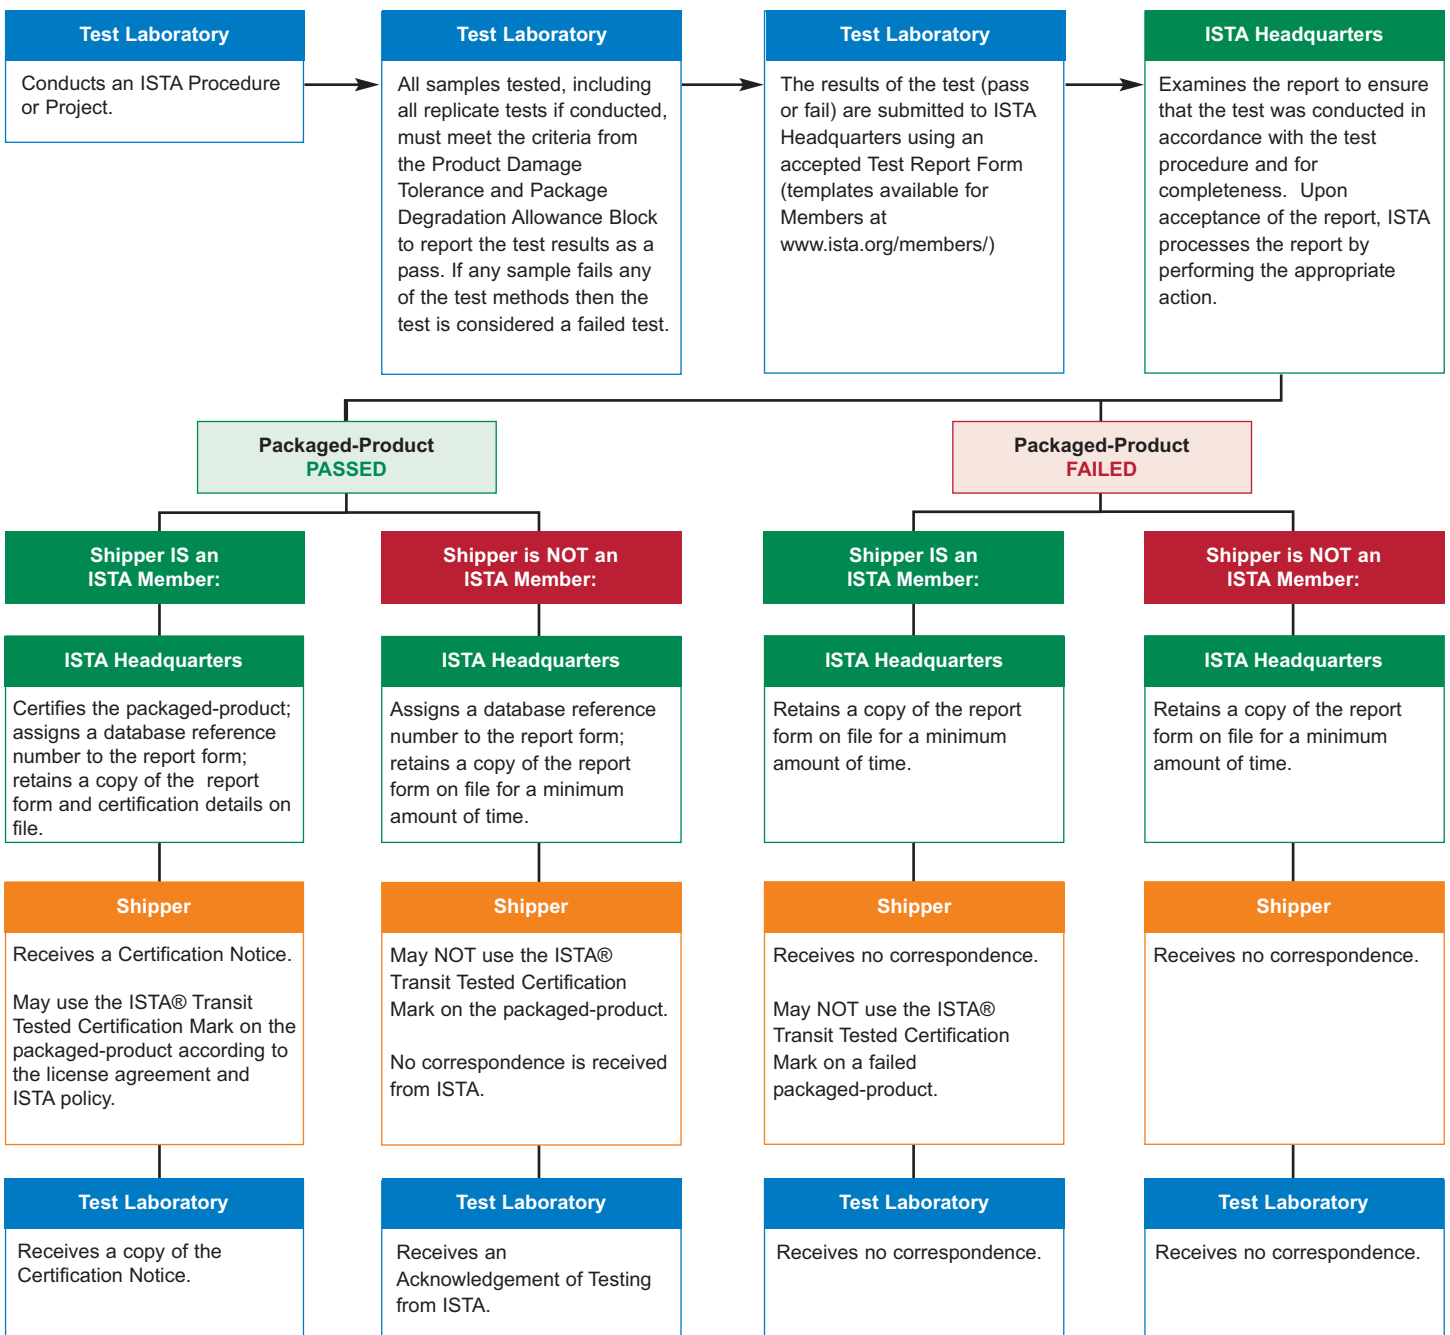 Test Laboratory
Conducts an ISTA Procedure
or Project.
Test Laboratory
All samples tested, including
all replicate tests if conducted,
must meet the criteria from
the Product Damage
Tolerance and Package
Degradation Allowance Block
to report the test results as a
pass. If any sample fails any
of the test methods then the
test is considered a failed test.
Test Laboratory
The results of the test (pass
or fail) are submitted to ISTA
Headquarters using an
accepted Test Report Form
(templates available for
Members at
www.ista.org/members/)
ISTA Headquarters
Examines the report to ensure
that the test was conducted in
accordance with the test
procedure and for
completeness.  Upon
acceptance of the report, ISTA
processes the report by
performing the appropriate
action.
Packaged-Product
PASSED
Packaged-Product
FAILED
Shipper IS an
ISTA Member:
Shipper is NOT an
ISTA Member:
Shipper IS an
ISTA Member:
Shipper is NOT an
ISTA Member:
ISTA Headquarters
Certifies the packaged-product;
assigns a database reference
number to the report form;
retains a copy of the  report
form and certification details on
file.
ISTA Headquarters
Assigns a database reference
number to the report form;
retains a copy of the report
form on file for a minimum
amount of time.
ISTA Headquarters
Retains a copy of the report
form on file for a minimum
amount of time.
ISTA Headquarters
Retains a copy of the report
form on file for a minimum
amount of time.
Shipper
Receives a Certification Notice.
May use the ISTA® Transit
Tested Certification Mark on the
packaged-product according to
the license agreement and
ISTA policy.
Shipper
May NOT use the ISTA®
Transit Tested Certification
Mark on the packaged-product.
No correspondence is received
from ISTA.
Shipper
Receives no correspondence.
May NOT use the ISTA®
Transit Tested Certification
Mark on a failed
packaged-product.
Shipper
Receives no correspondence.
Test Laboratory
Receives a copy of the
Certification Notice.
Test Laboratory
Receives an
Acknowledgement of Testing
from ISTA.
Test Laboratory
Receives no correspondence.
Test Laboratory
Receives no correspondence.